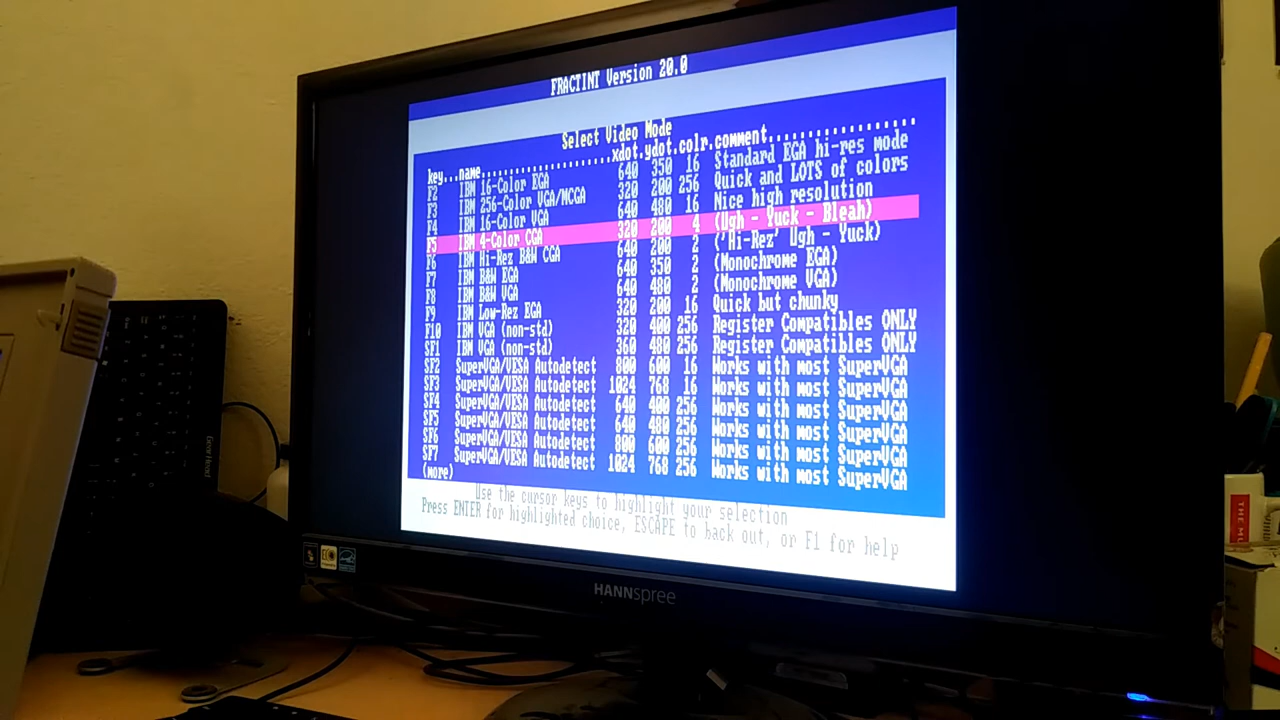 FRACTINT Version 20.0
Select Video Mode
key...name.......................xdot.ydot.colr.comment...................
F2 IBM 16-Color EGA 640 350 16 Standard EGA hi-res mode
F3 IBM 256-Color VGA/MCGA 320 200 256 Quick and LOTS of colors
F4 IBM 16-Color VGA 640 480 16 Nice high resolution
F5 IBM 4-Color CGA 320 200 4 (Ugh - Yuck - Bleah)
F6 IBM Hi-Rez B&W CGA 640 200 2 ('Hi-Rez' Ugh - Yuck)
F7 IBM B&W EGA 640 350 2 (Monochrome EGA)
F8 IBM B&W VGA 640 480 2 (Monochrome VGA)
F9 IBM Low-Rez EGA 320 200 16 Quick but chunky
F10 IBM VGA (non-std) 320 400 256 Register Compatibles ONLY
SF1 IBM VGA (non-std) 360 480 256 Register Compatibles ONLY
SF2 SuperVGA/VESA Autodetect 800 600 16 Works with most SuperVGA
SF3 SuperVGA/VESA Autodetect 1024 768 16 Works with most SuperVGA
SF4 SuperVGA/VESA Autodetect 640 400 256 Works with most SuperVGA
SF5 SuperVGA/VESA Autodetect 640 480 256 Works with most SuperVGA
SF6 SuperVGA/VESA Autodetect 800 600 256 Works with most SuperVGA
SF7 SuperVGA/VESA Autodetect 1024 768 256 Works with most SuperVGA
(more)
Use the cursor keys to highlight your selection
Press ENTER for highlighted choice, ESCAPE to back out, or F1 for help
HANNspree
THE M